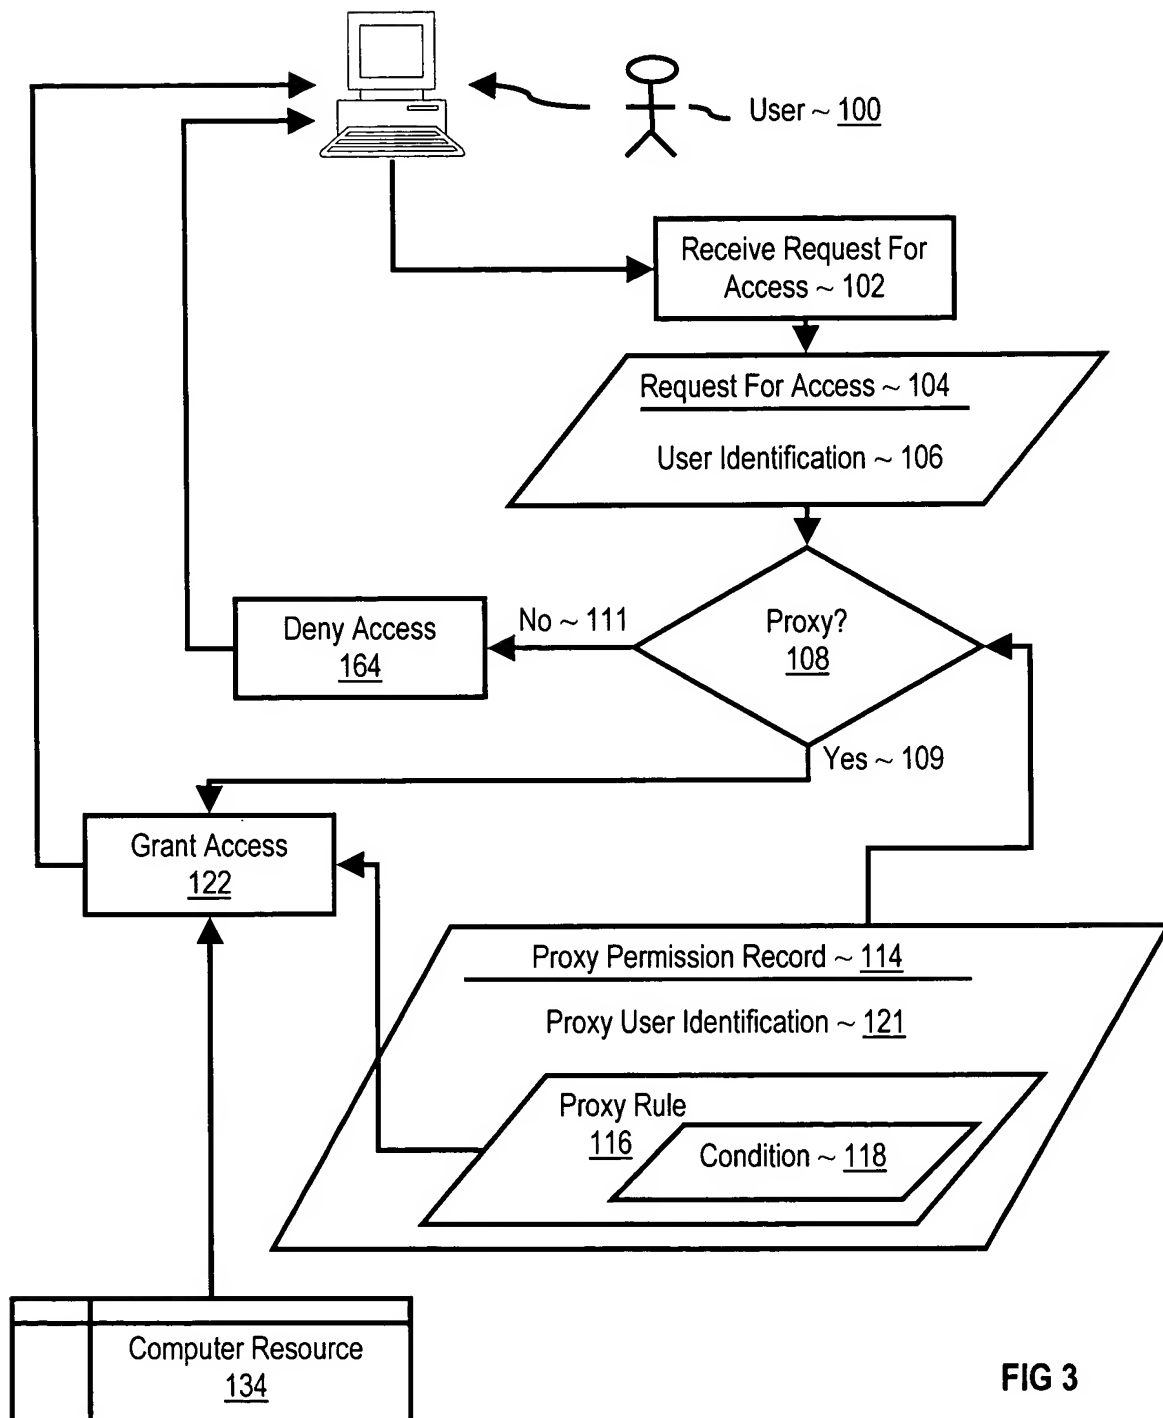 User ~ 100
Receive Request For
Access ~ 102
Request For Access ~ 104
User Identification ~ 106
Proxy?
108
No ~ 111
Deny Access
164
Yes ~ 109
Grant Access
122
Proxy Permission Record ~ 114
Proxy User Identification ~ 121
Proxy Rule
116
Condition ~ 118
Computer Resource
134
FIG 3